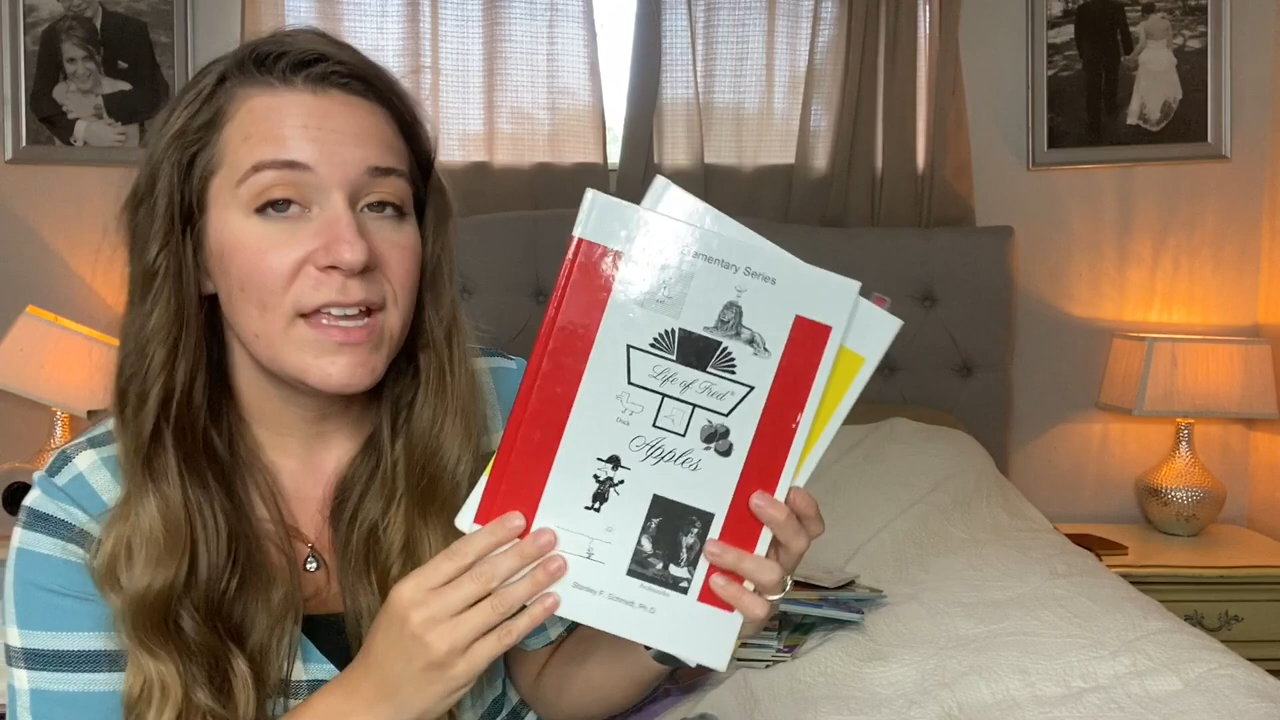 Elementary Series
Life of Fred®
Duck
Apples
Stanley F. Schmidt, Ph.D.